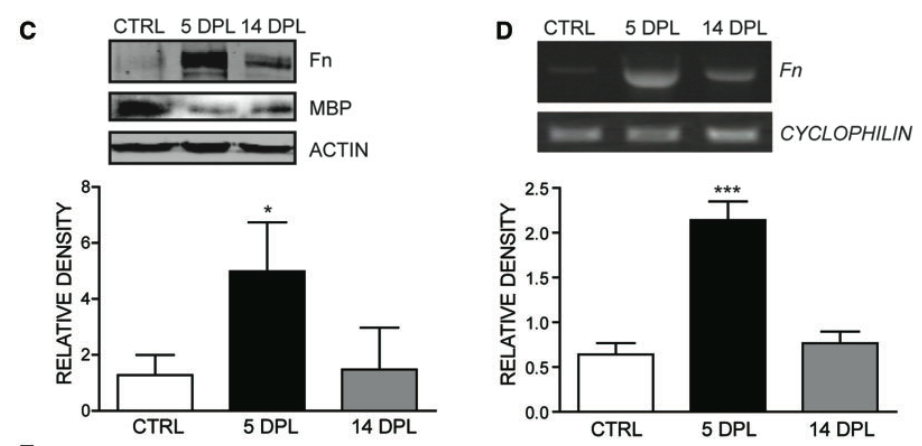 C
CTRL 5 DPL 14 DPL
Fn
MBP
ACTIN
8
6
4
2
0
RELATIVE DENSITY
*
CTRL 5 DPL 14 DPL
D
CTRL 5 DPL 14 DPL
Fn
CYCLOPHILIN
2.5
2.0
1.5
1.0
0.5
0.0
RELATIVE DENSITY
***
CTRL 5 DPL 14 DPL